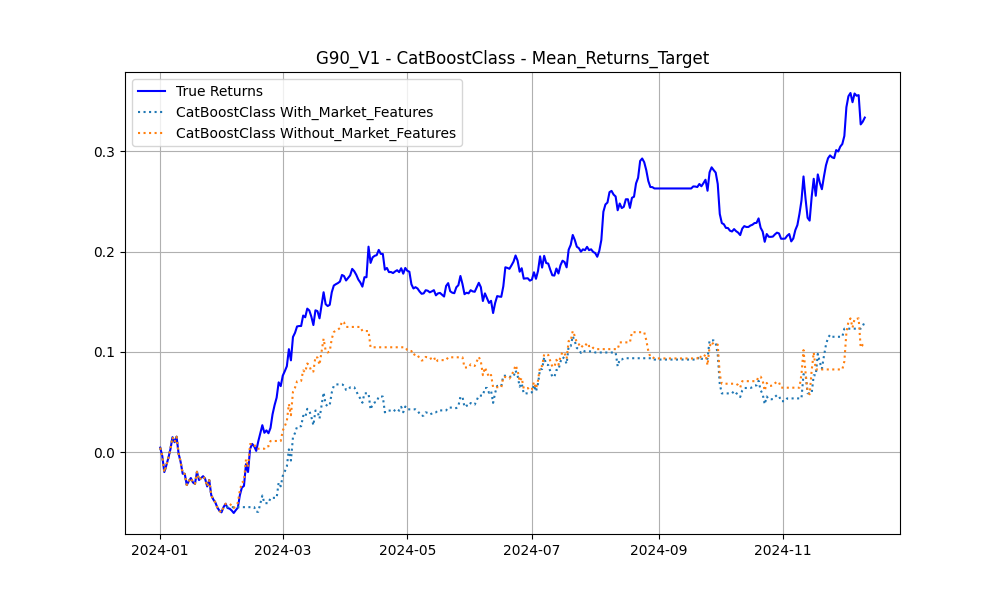 G90_V1 - CatBoostClass - Mean_Returns_Target
True Returns
CatBoostClass With_Market_Features
CatBoostClass Without_Market_Features
0.3
0.2
0.1
0.0
2024-01 2024-03 2024-05 2024-07 2024-09 2024-11